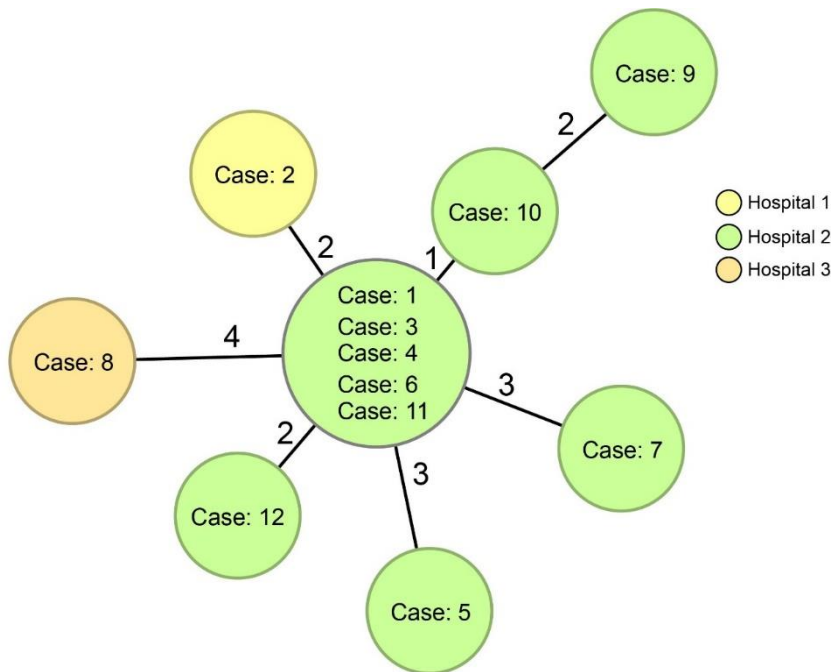 Case: 9
2
Case: 2
Case: 10
Hospital 1
Hospital 2
Hospital 3
2
1
Case: 1
Case: 3
Case: 4
Case: 6
Case: 11
4
Case: 8
3
2
3
Case: 7
Case: 12
Case: 5